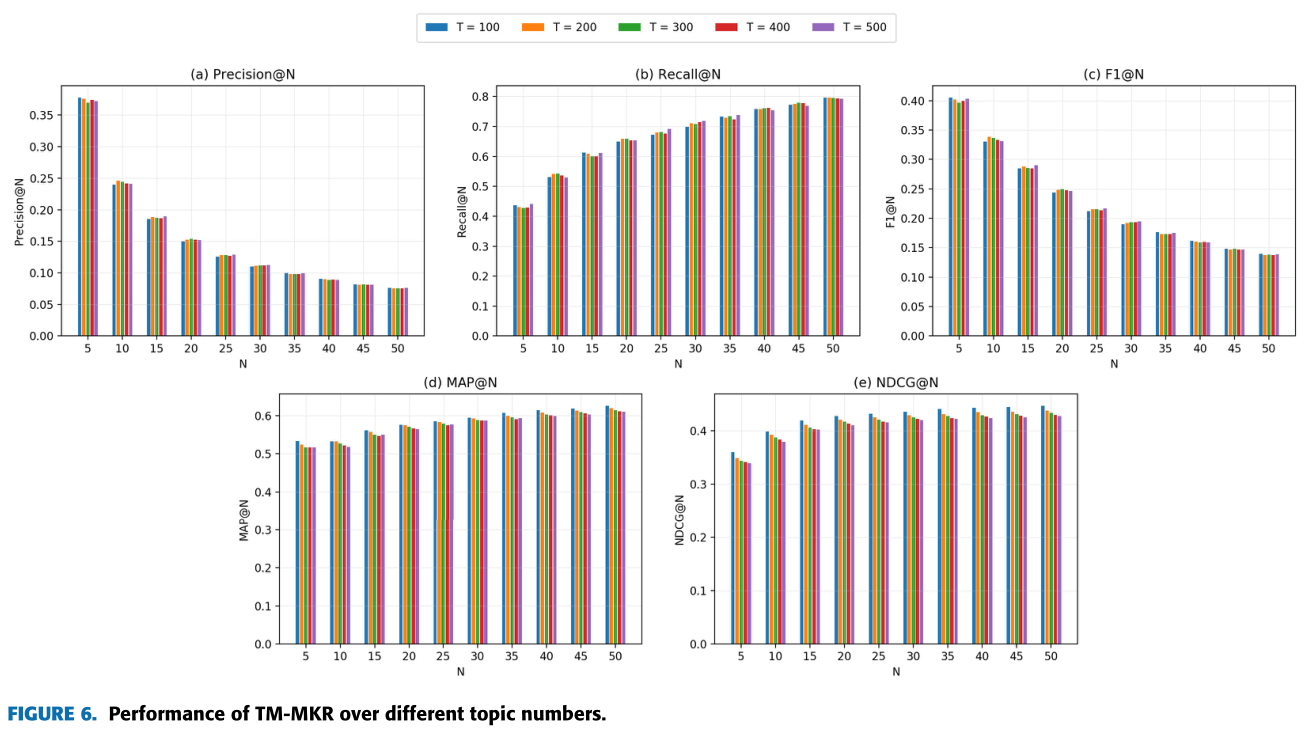 T = 100 T = 200 T = 300 T = 400 T = 500
(a) Precision@N
Precision@N
0.35
0.30
0.25
0.20
0.15
0.10
0.05
0.00
5 10 15 20 25 30 35 40 45 50
N
(b) Recall@N
Recall@N
0.8
0.7
0.6
0.5
0.4
0.3
0.2
0.1
0.0
5 10 15 20 25 30 35 40 45 50
N
(c) F1@N
F1@N
0.40
0.35
0.30
0.25
0.20
0.15
0.10
0.05
0.00
5 10 15 20 25 30 35 40 45 50
N
(d) MAP@N
MAP@N
0.6
0.5
0.4
0.3
0.2
0.1
0.0
5 10 15 20 25 30 35 40 45 50
N
(e) NDCG@N
NDCG@N
0.4
0.3
0.2
0.1
0.0
5 10 15 20 25 30 35 40 45 50
N
FIGURE 6. Performance of TM-MKR over different topic numbers.